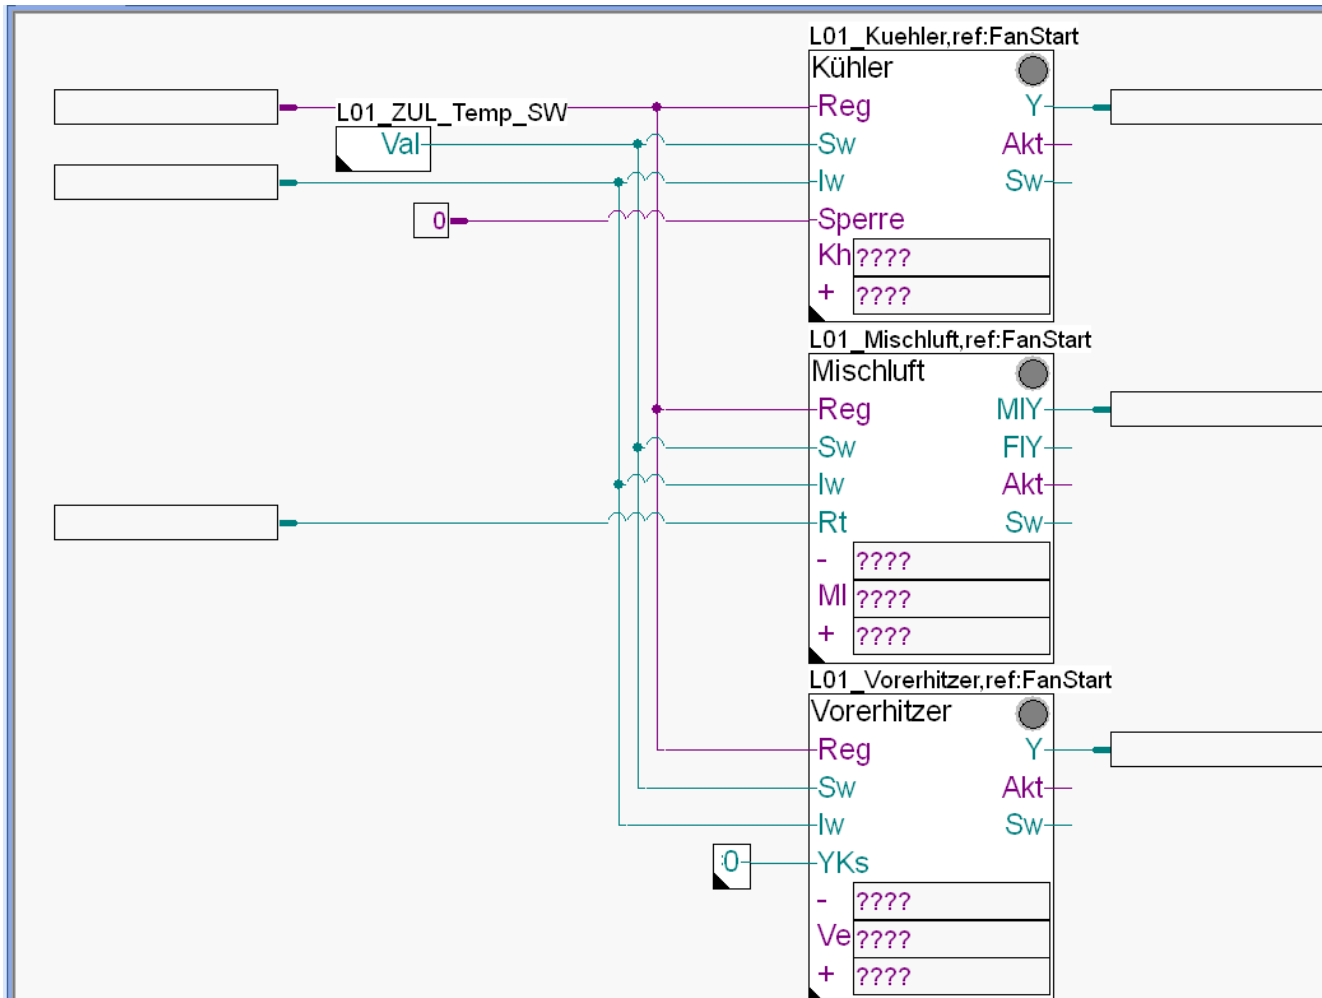 L01_Kuehler,ref:FanStart
Kühler
L01_ZUL_Temp_SW
Reg Y
Val
Sw Akt
Iw Sw
0
Sperre
Kh ????
+ ????
L01_Mischluft,ref:FanStart
Mischluft
Reg MIY
Sw FIY
Iw Akt
Rt Sw
- ????
MI ????
+ ????
L01_Vorerhitzer,ref:FanStart
Vorerhitzer
Reg Y
Sw Akt
Iw Sw
0
YKs
- ????
Ve ????
+ ????